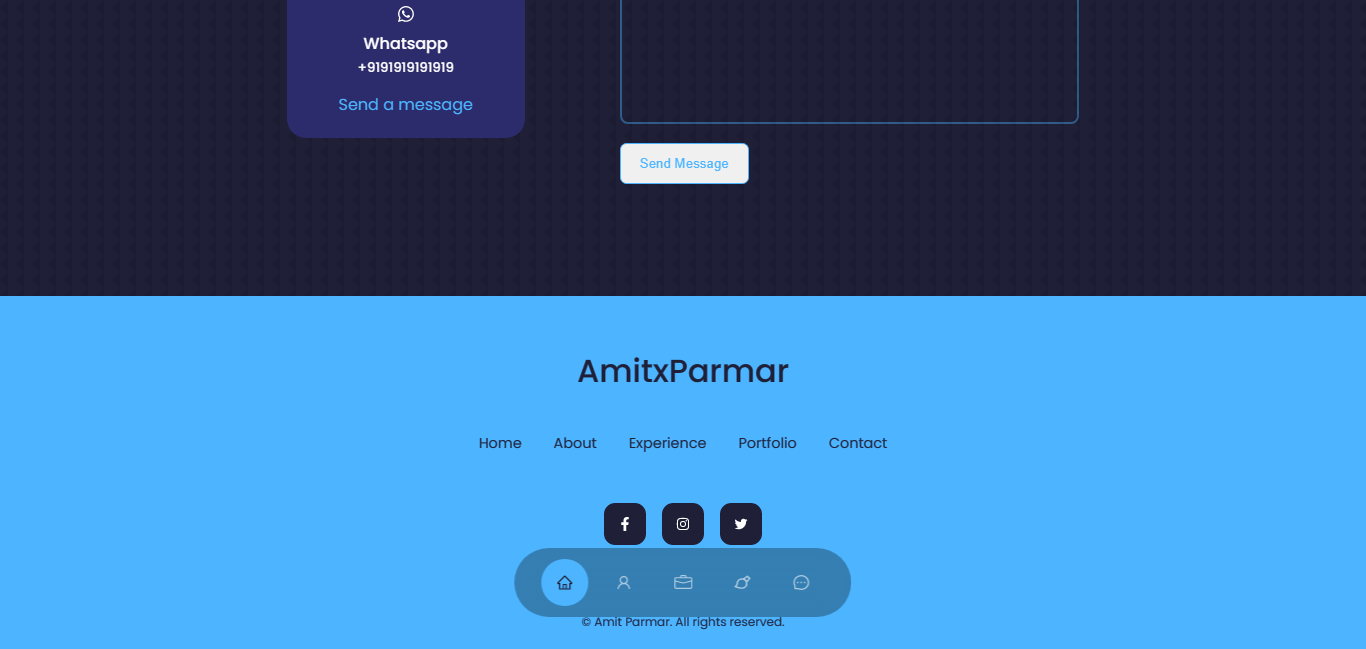 Whatsapp
+9191919191919
Send a message
Send Message
AmitxParmar
Home About Experience Portfolio Contact
© Amit Parmar. All rights reserved.